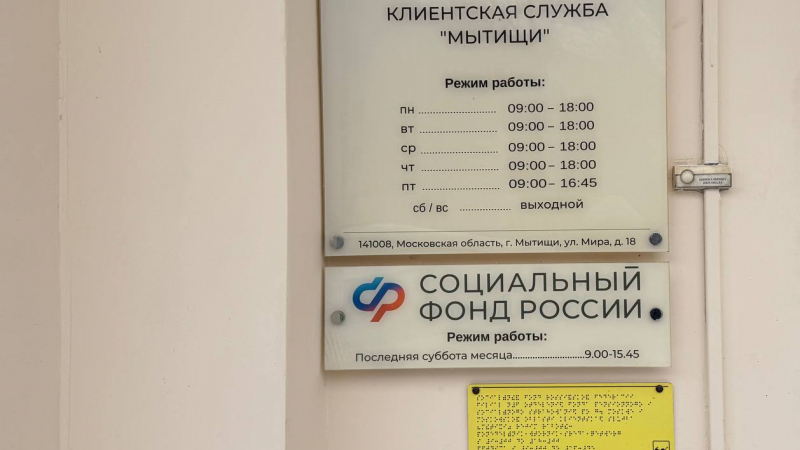 КЛИЕНТСКАЯ СЛУЖБА
"МЫТИЩИ"
Режим работы:
пн ..................... 09:00 – 18:00
вт ..................... 09:00 – 18:00
ср ..................... 09:00 – 18:00
чт ..................... 09:00 – 18:00
пт ..................... 09:00 – 16:45
сб / вс .............. выходной
141008, Московская область, г. Мытищи, ул. Мира, д. 18
СОЦИАЛЬНЫЙ
ФОНД РОССИИ
Режим работы:
Последняя суббота месяца............................9.00-15.45